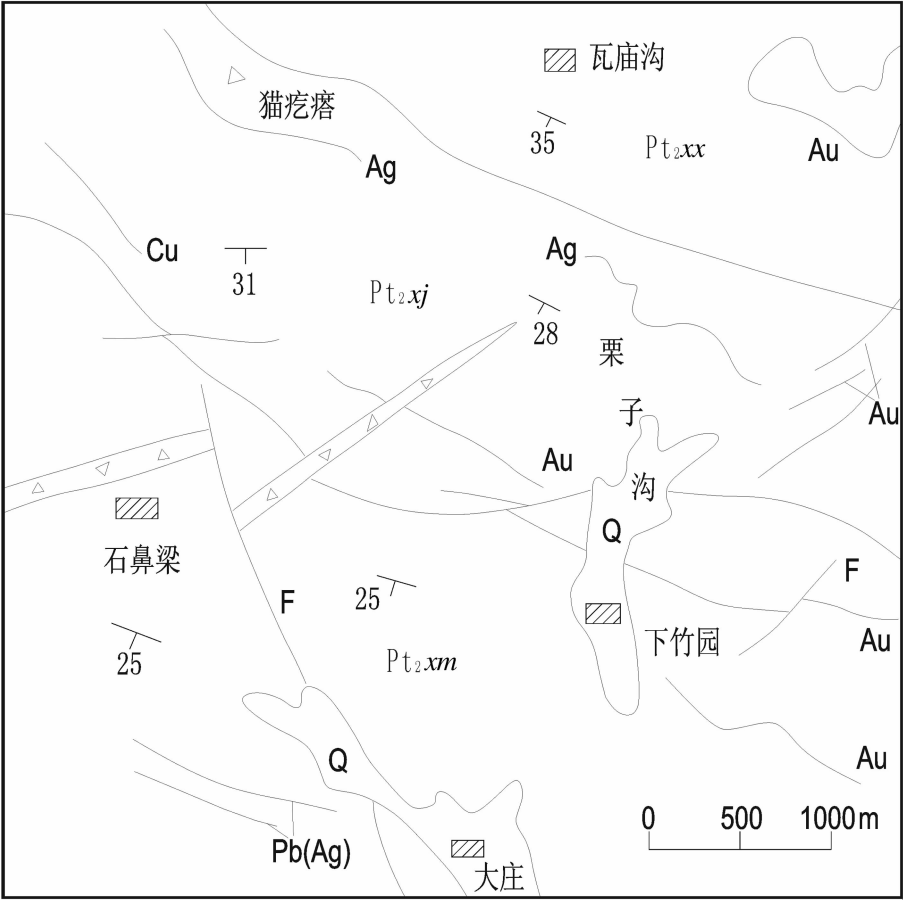 瓦庙沟
猫疙瘩
35
Pt₂xx
Au
Ag
Cu
31
Ag
Pt₂xj
28
栗
子
沟
Au
Au
Q
石鼻梁
F
25
F
下竹园
Au
25
Pt₂xm
Q
Au
0 500 1000m
Pb(Ag)
大庄